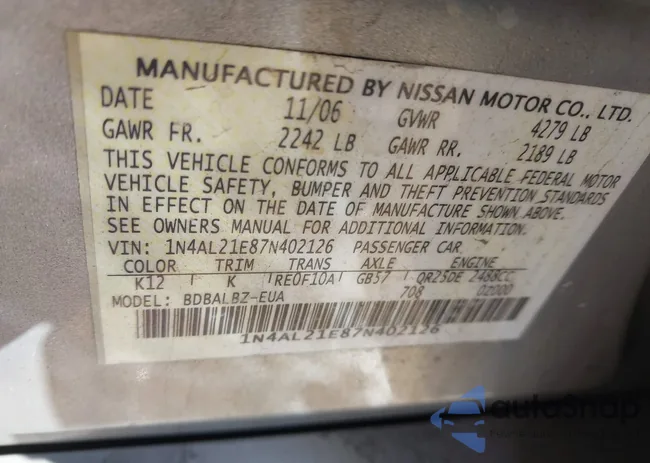 MANUFACTURED BY NISSAN MOTOR CO., LTD.
DATE 11/06 GVWR 4279 LB
GAWR FR. 2242 LB GAWR RR. 2189 LB
THIS VEHICLE CONFORMS TO ALL APPLICABLE FEDERAL MOTOR
VEHICLE SAFETY, BUMPER AND THEFT PREVENTION STANDARDS
IN EFFECT ON THE DATE OF MANUFACTURE SHOWN ABOVE.
SEE OWNERS MANUAL FOR ADDITIONAL INFORMATION.
VIN: 1N4AL21E87N402126 PASSENGER CAR
COLOR TRIM TRANS AXLE ENGINE
K12 K RE0F10A GB57 QR25DE 2488CC
MODEL: BDBALBZ-EUA 708 02000
1N4AL21E87N402126
autoSnap